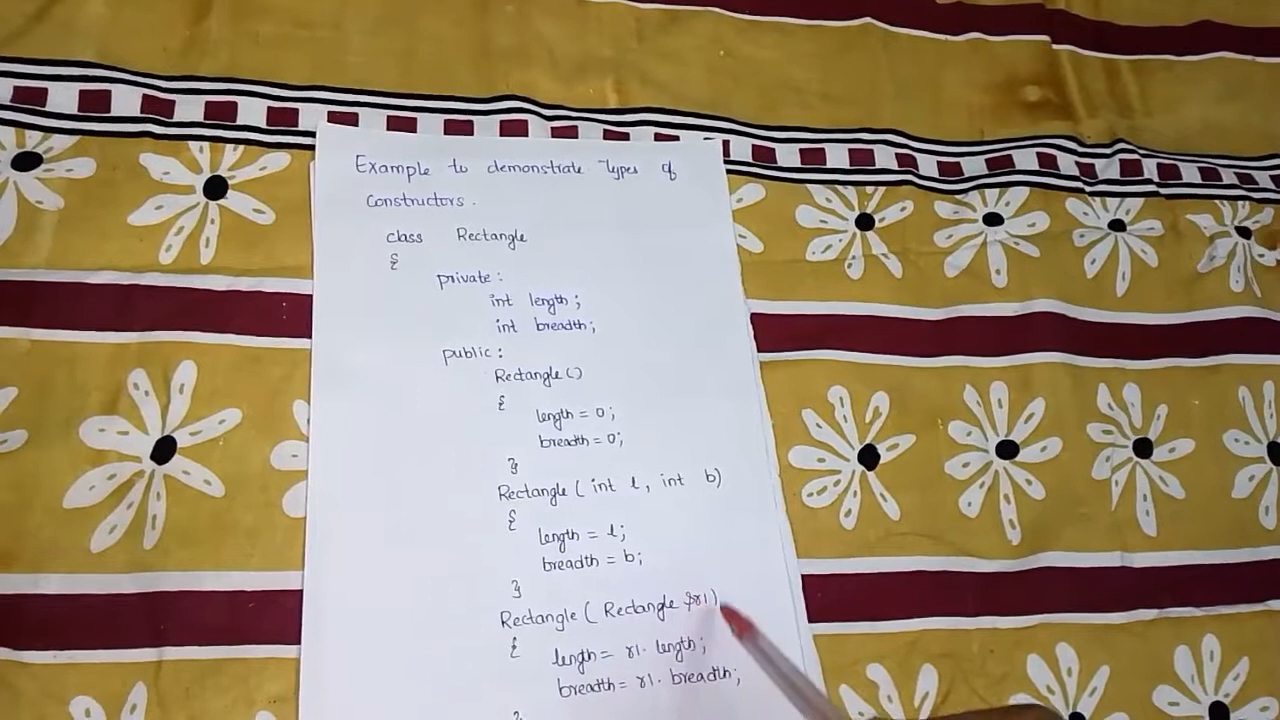 Example to demonstrate Types of
Constructors.
class Rectangle
{
private:
int length;
int breadth;
public:
Rectangle()
{
length = 0;
breadth = 0;
}
Rectangle( int l, int b)
{
length = l;
breadth = b;
}
Rectangle( Rectangle &r1)
{
length = r1. length;
breadth = r1. breadth;
}